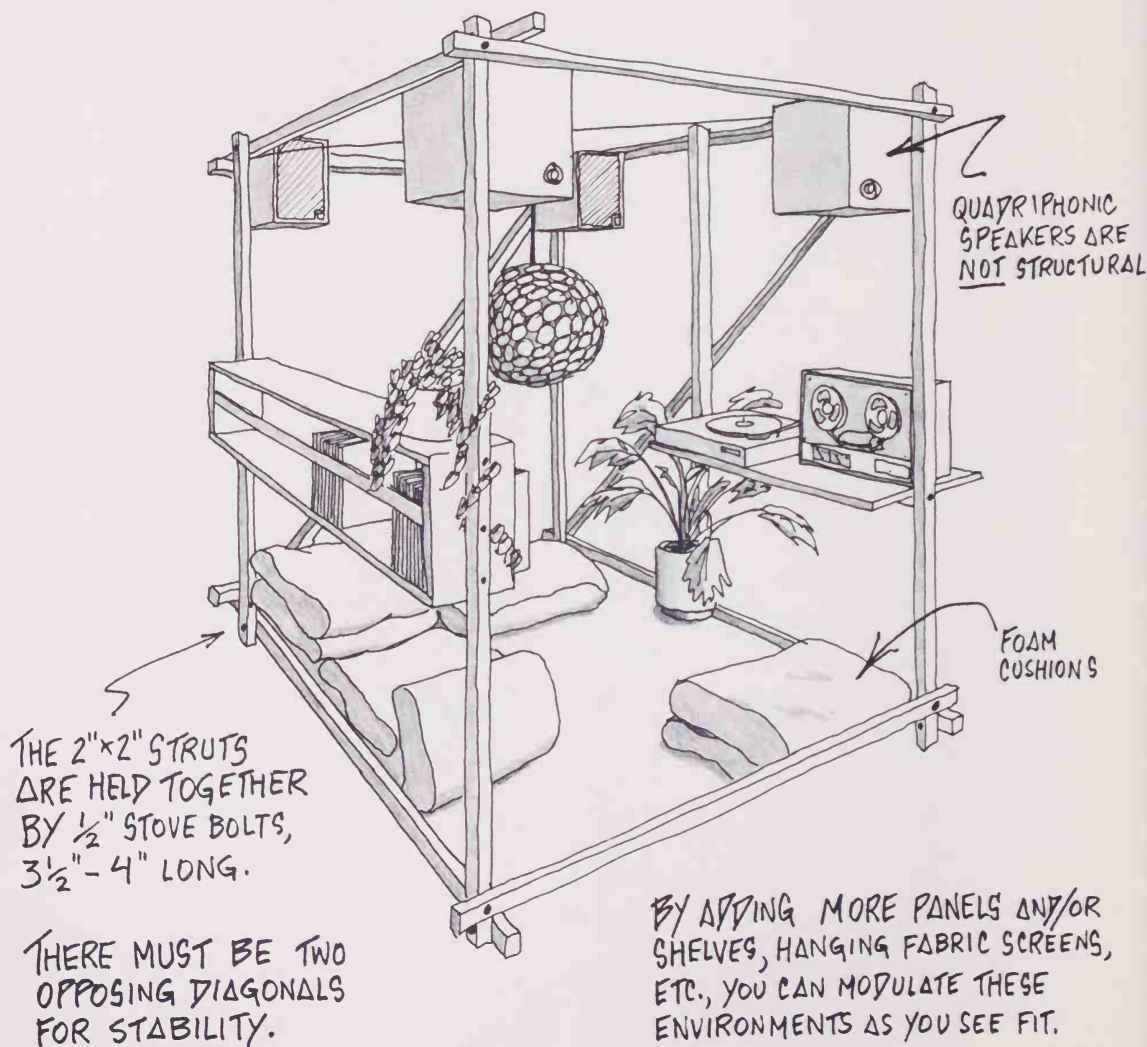 QUADRIPHONIC
SPEAKERS ARE
NOT STRUCTURAL
FOAM
CUSHIONS
THE 2"×2" STRUTS
ARE HELD TOGETHER
BY 1/2" STOVE BOLTS,
3 1/2" - 4" LONG.
THERE MUST BE TWO
OPPOSING DIAGONALS
FOR STABILITY.
BY ADDING MORE PANELS AND/OR
SHELVES, HANGING FABRIC SCREENS,
ETC., YOU CAN MODULATE THESE
ENVIRONMENTS AS YOU SEE FIT.